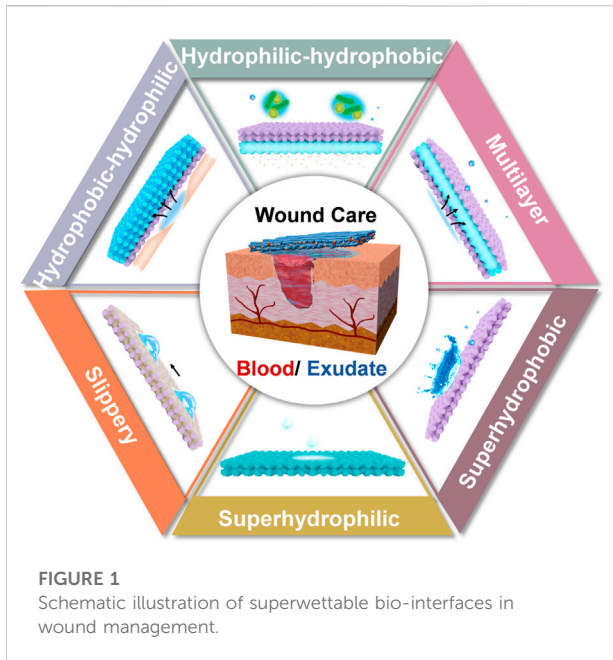 Hydrophilic-hydrophobic
Multilayer
Superhydrophobic
Superhydrophilic
Slippery
Hydrophobic-hydrophilic
Wound Care
Blood/ Exudate
FIGURE 1
Schematic illustration of superwettable bio-interfaces in
wound management.